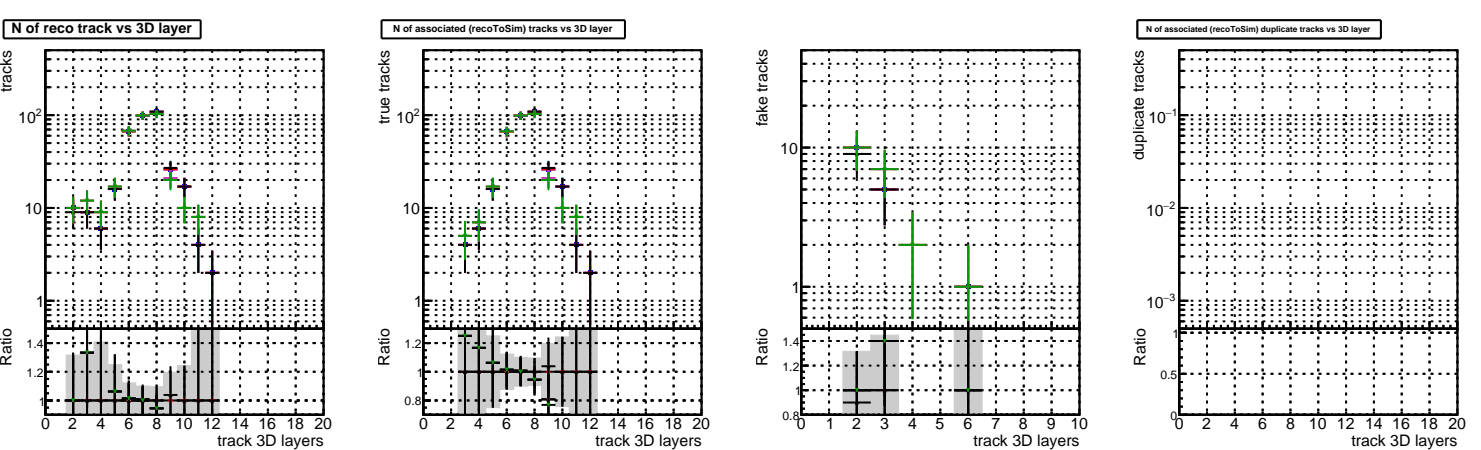 N of reco track vs 3D layer
tracks
10²
10
1
Ratio
1.4
1.2
1
0 2 4 6 8 10 12 14 16 18 20
track 3D layers
N of associated (recoToSim) tracks vs 3D layer
true tracks
10²
10
1
Ratio
1.2
1
0.8
0 2 4 6 8 10 12 14 16 18 20
track 3D layers
fake tracks
10
1
Ratio
1.4
1.2
1
0.8
0 1 2 3 4 5 6 7 8 9 10
track 3D layers
N of associated (recoToSim) duplicate tracks vs 3D layer
duplicate tracks
10⁻¹
10⁻²
10⁻³
Ratio
1
0.5
0
0 2 4 6 8 10 12 14 16 18 20
track 3D layers